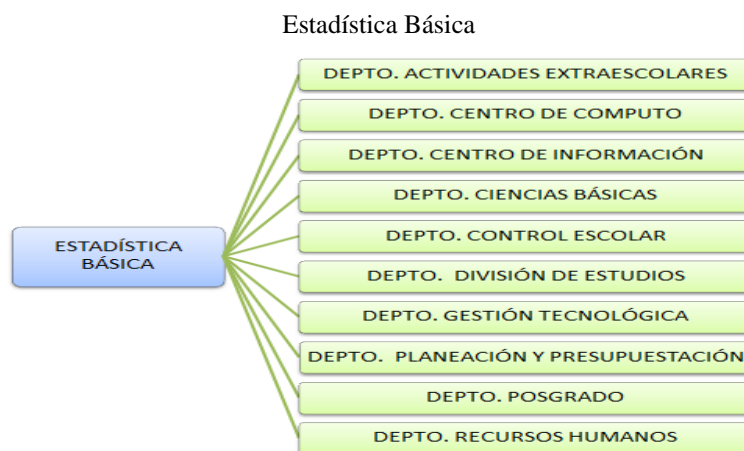 Estadística Básica
DEPTO. ACTIVIDADES EXTRAESCOLARES
DEPTO. CENTRO DE COMPUTO
DEPTO. CENTRO DE INFORMACIÓN
DEPTO. CIENCIAS BÁSICAS
DEPTO. CONTROL ESCOLAR
ESTADÍSTICA
BÁSICA
DEPTO. DIVISIÓN DE ESTUDIOS
DEPTO. GESTIÓN TECNOLÓGICA
DEPTO. PLANEACIÓN Y PRESUPUESTACIÓN
DEPTO. POSGRADO
DEPTO. RECURSOS HUMANOS